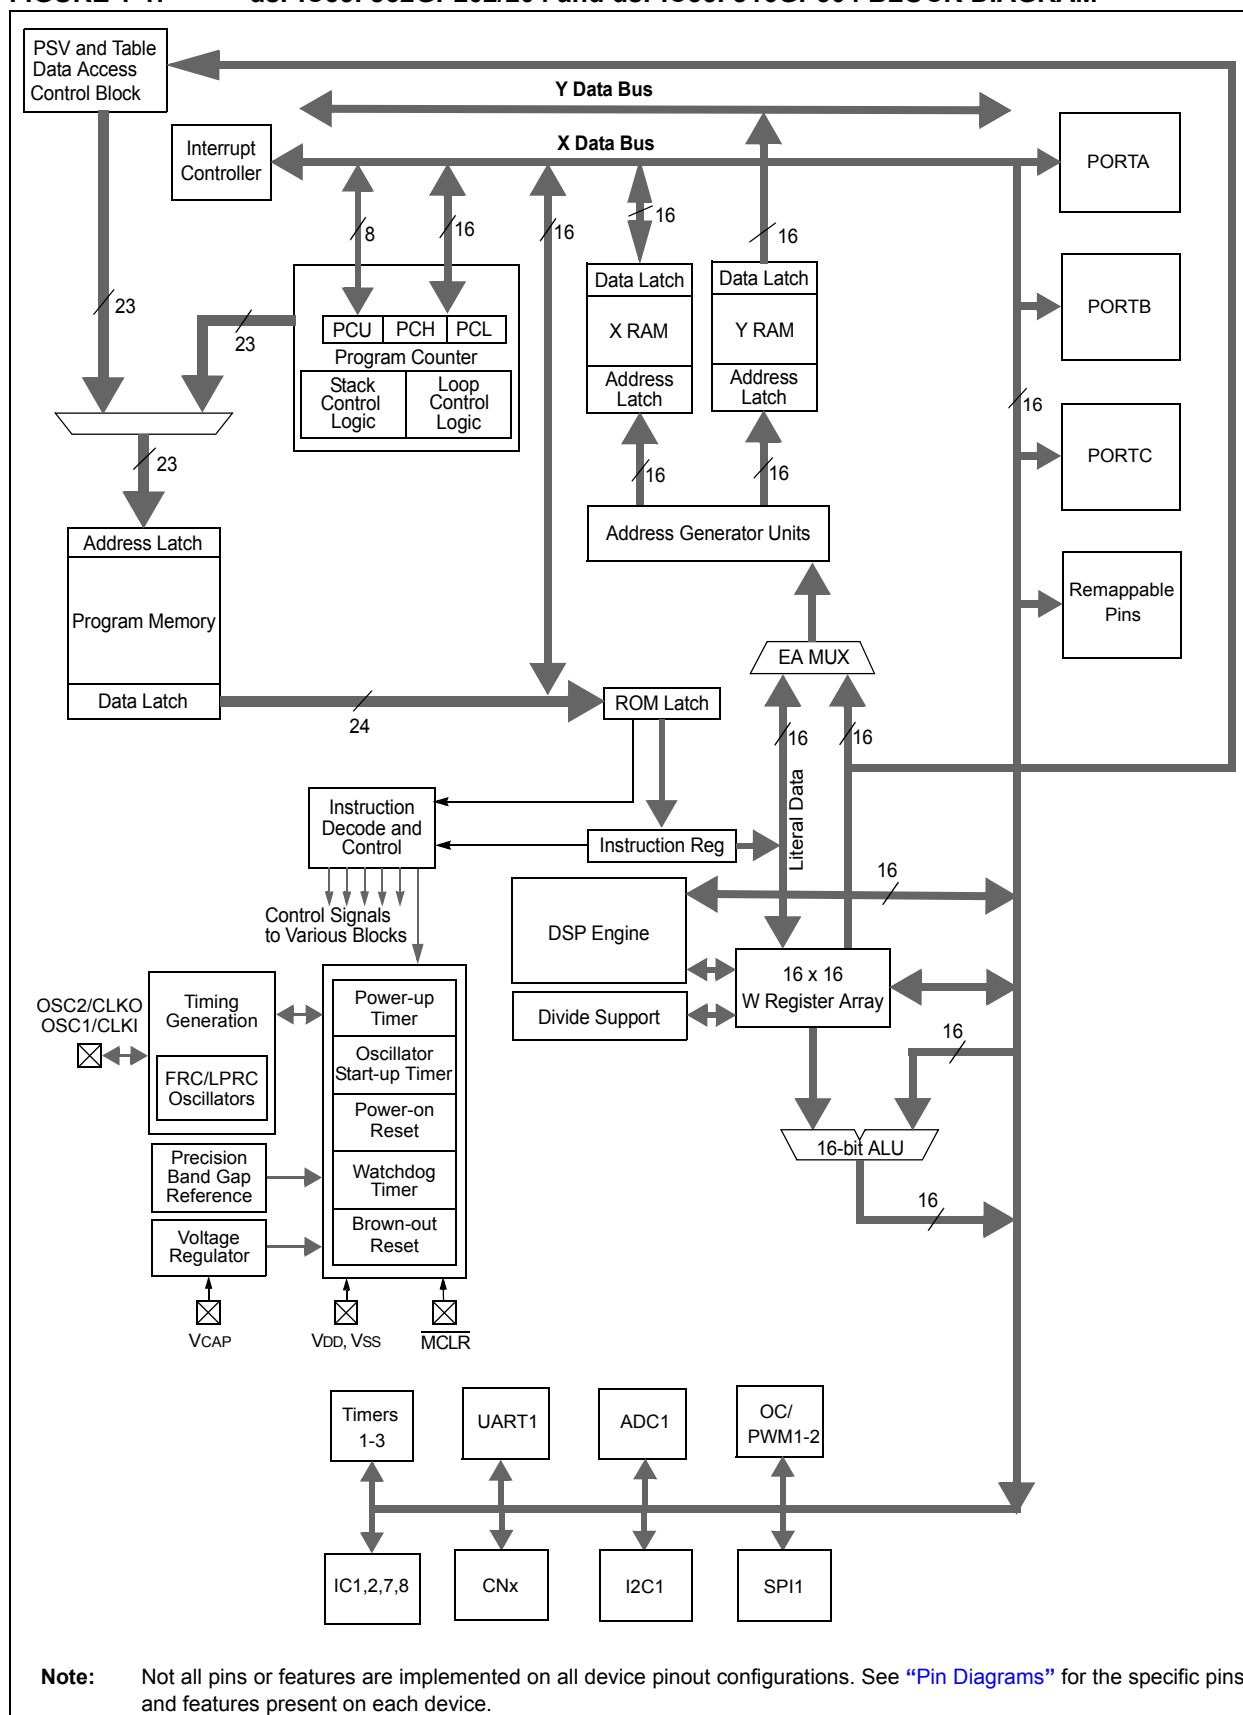 PSV and Table
Data Access
Control Block
Y Data Bus
Interrupt
Controller
X Data Bus
PORTA
8
16
16
16
16
23
23
Data Latch
X RAM
Address
Latch
Data Latch
Y RAM
Address
Latch
PORTB
PCU
PCH
PCL
Program Counter
Stack
Control
Logic
Loop
Control
Logic
16
PORTC
23
16
16
Address Generator Units
Address Latch
Program Memory
Data Latch
Remappable
Pins
EA MUX
24
ROM Latch
16
16
Literal Data
Instruction
Decode and
Control
Instruction Reg
16
Control Signals
to Various Blocks
DSP Engine
16 x 16
W Register Array
Divide Support
OSC2/CLKO
OSC1/CLKI
Timing
Generation
FRC/LPRC
Oscillators
Power-up
Timer
Oscillator
Start-up Timer
Power-on
Reset
Watchdog
Timer
Brown-out
Reset
16
16-bit ALU
16
Precision
Band Gap
Reference
Voltage
Regulator
VCAP
VDD, VSS
MCLR
Timers
1-3
UART1
ADC1
OC/
PWM1-2
IC1,2,7,8
CNx
I2C1
SPI1
Note: Not all pins or features are implemented on all device pinout configurations. See “Pin Diagrams” for the specific pins
and features present on each device.